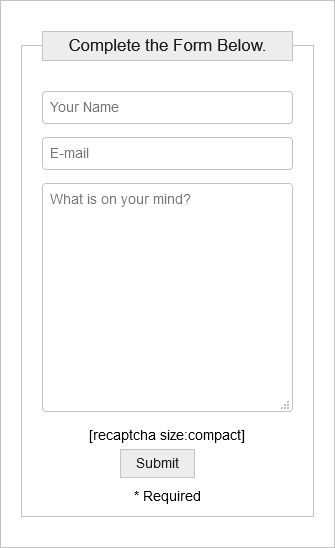 Complete the Form Below.
Your Name
E-mail
What is on your mind?
[recaptcha size:compact]
Submit
* Required